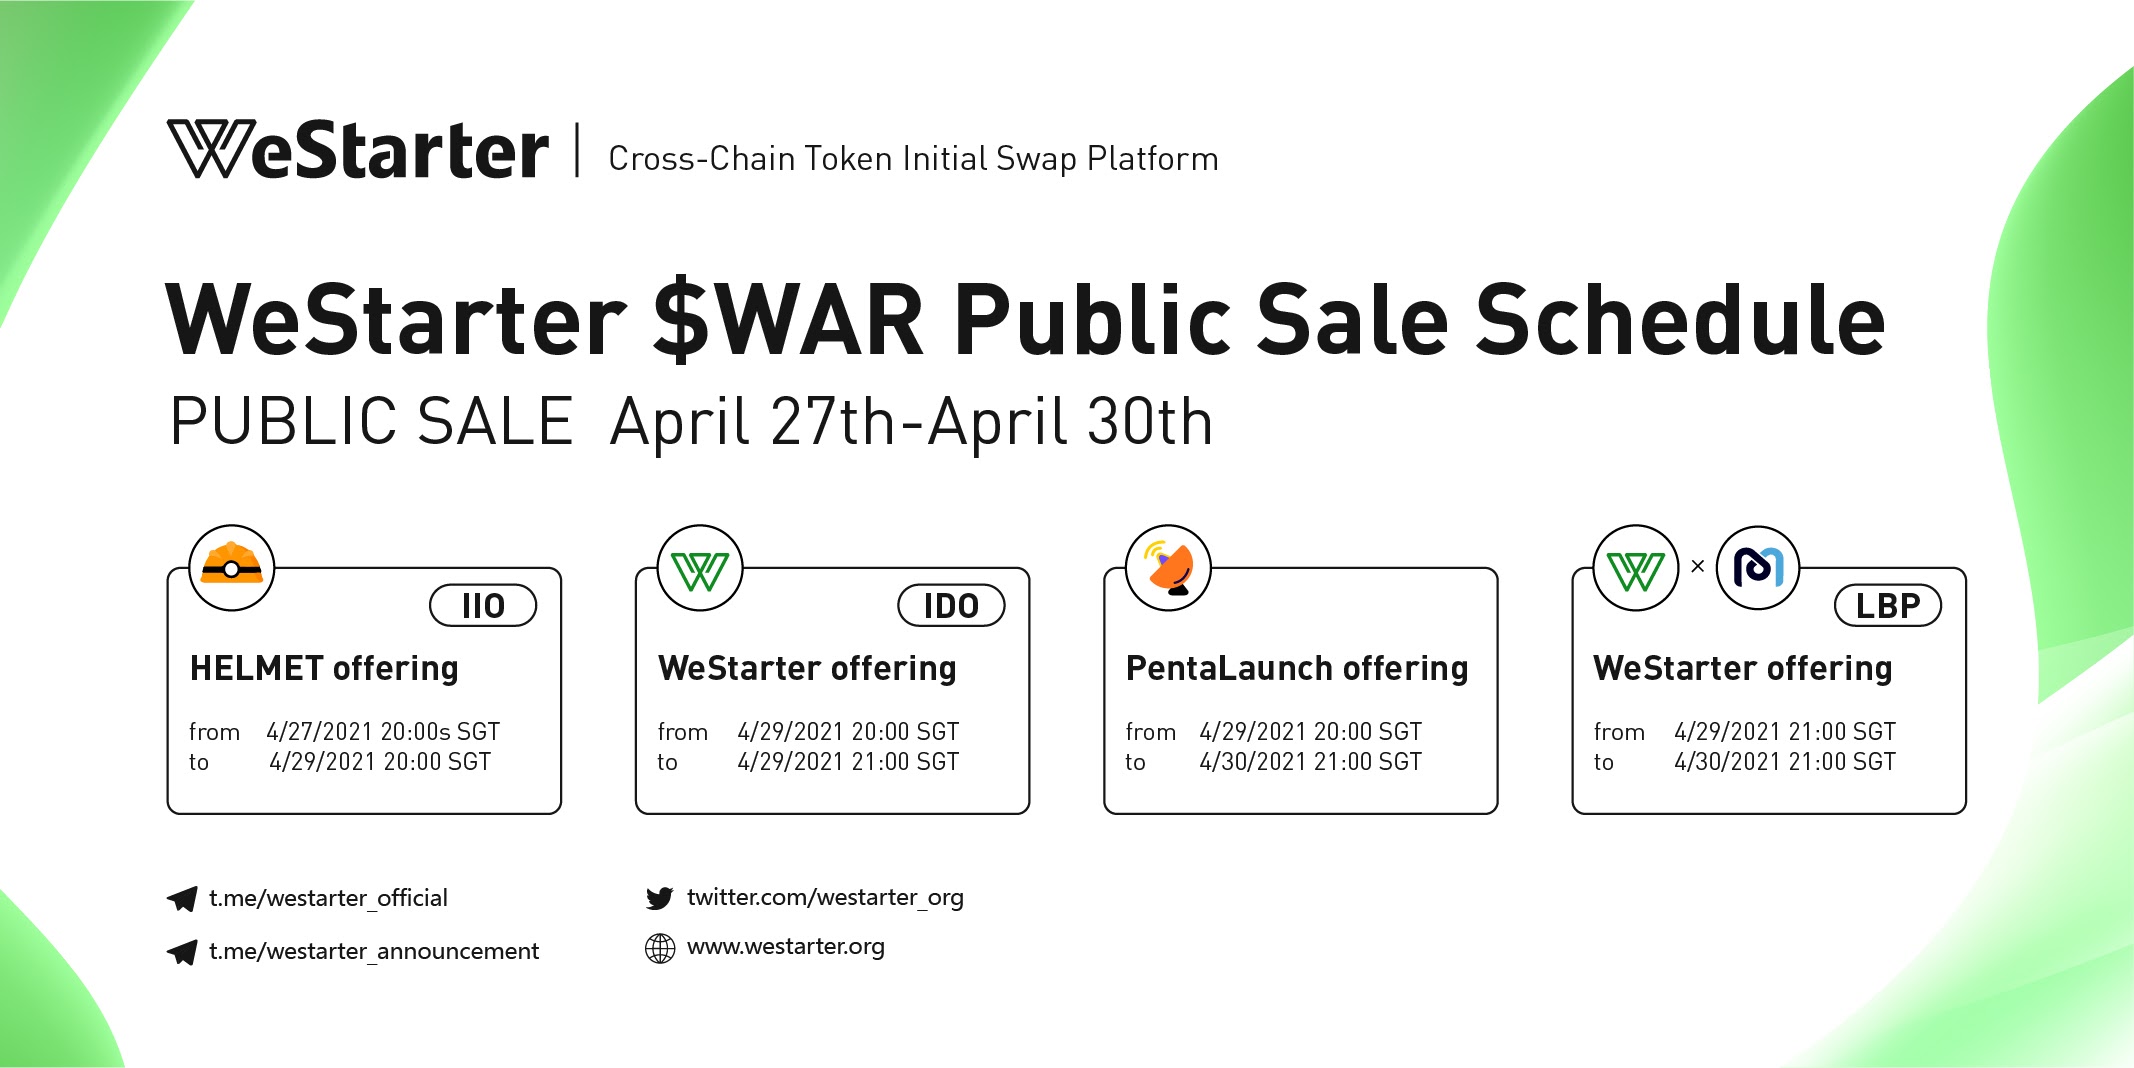 WeStarter | Cross-Chain Token Initial Swap Platform
WeStarter $WAR Public Sale Schedule
PUBLIC SALE April 27th-April 30th
IIO
HELMET offering
from 4/27/2021 20:00s SGT
to 4/29/2021 20:00 SGT
IDO
WeStarter offering
from 4/29/2021 20:00 SGT
to 4/29/2021 21:00 SGT
PentaLaunch offering
from 4/29/2021 20:00 SGT
to 4/30/2021 21:00 SGT
×
LBP
WeStarter offering
from 4/29/2021 21:00 SGT
to 4/30/2021 21:00 SGT
t.me/westarter_official
t.me/westarter_announcement
twitter.com/westarter_org
www.westarter.org